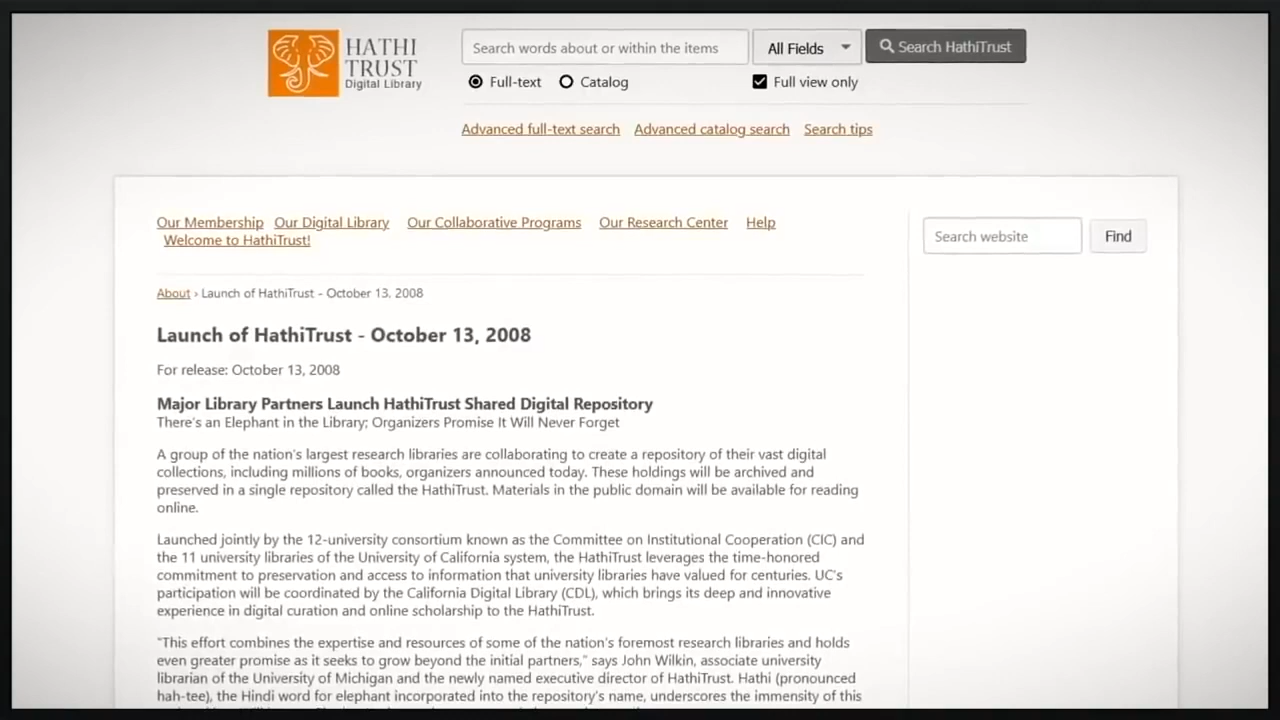 HATHI
TRUST
Digital Library
Search words about or within the items
All Fields
Search HathiTrust
Full-text
Catalog
Full view only
Advanced full-text search Advanced catalog search Search tips
Our Membership Our Digital Library Our Collaborative Programs Our Research Center Help
Welcome to HathiTrust!
Search website
Find
About › Launch of HathiTrust - October 13, 2008
Launch of HathiTrust - October 13, 2008
For release: October 13, 2008
Major Library Partners Launch HathiTrust Shared Digital Repository
There's an Elephant in the Library; Organizers Promise It Will Never Forget
A group of the nation's largest research libraries are collaborating to create a repository of their vast digital
collections, including millions of books, organizers announced today. These holdings will be archived and
preserved in a single repository called the HathiTrust. Materials in the public domain will be available for reading
online.
Launched jointly by the 12-university consortium known as the Committee on Institutional Cooperation (CIC) and
the 11 university libraries of the University of California system, the HathiTrust leverages the time-honored
commitment to preservation and access to information that university libraries have valued for centuries. UC's
participation will be coordinated by the California Digital Library (CDL), which brings its deep and innovative
experience in digital curation and online scholarship to the HathiTrust.
"This effort combines the expertise and resources of some of the nation's foremost research libraries and holds
even greater promise as it seeks to grow beyond the initial partners," says John Wilkin, associate university
librarian of the University of Michigan and the newly named executive director of HathiTrust. Hathi (pronounced
hah-tee), the Hindi word for elephant incorporated into the repository's name, underscores the immensity of this